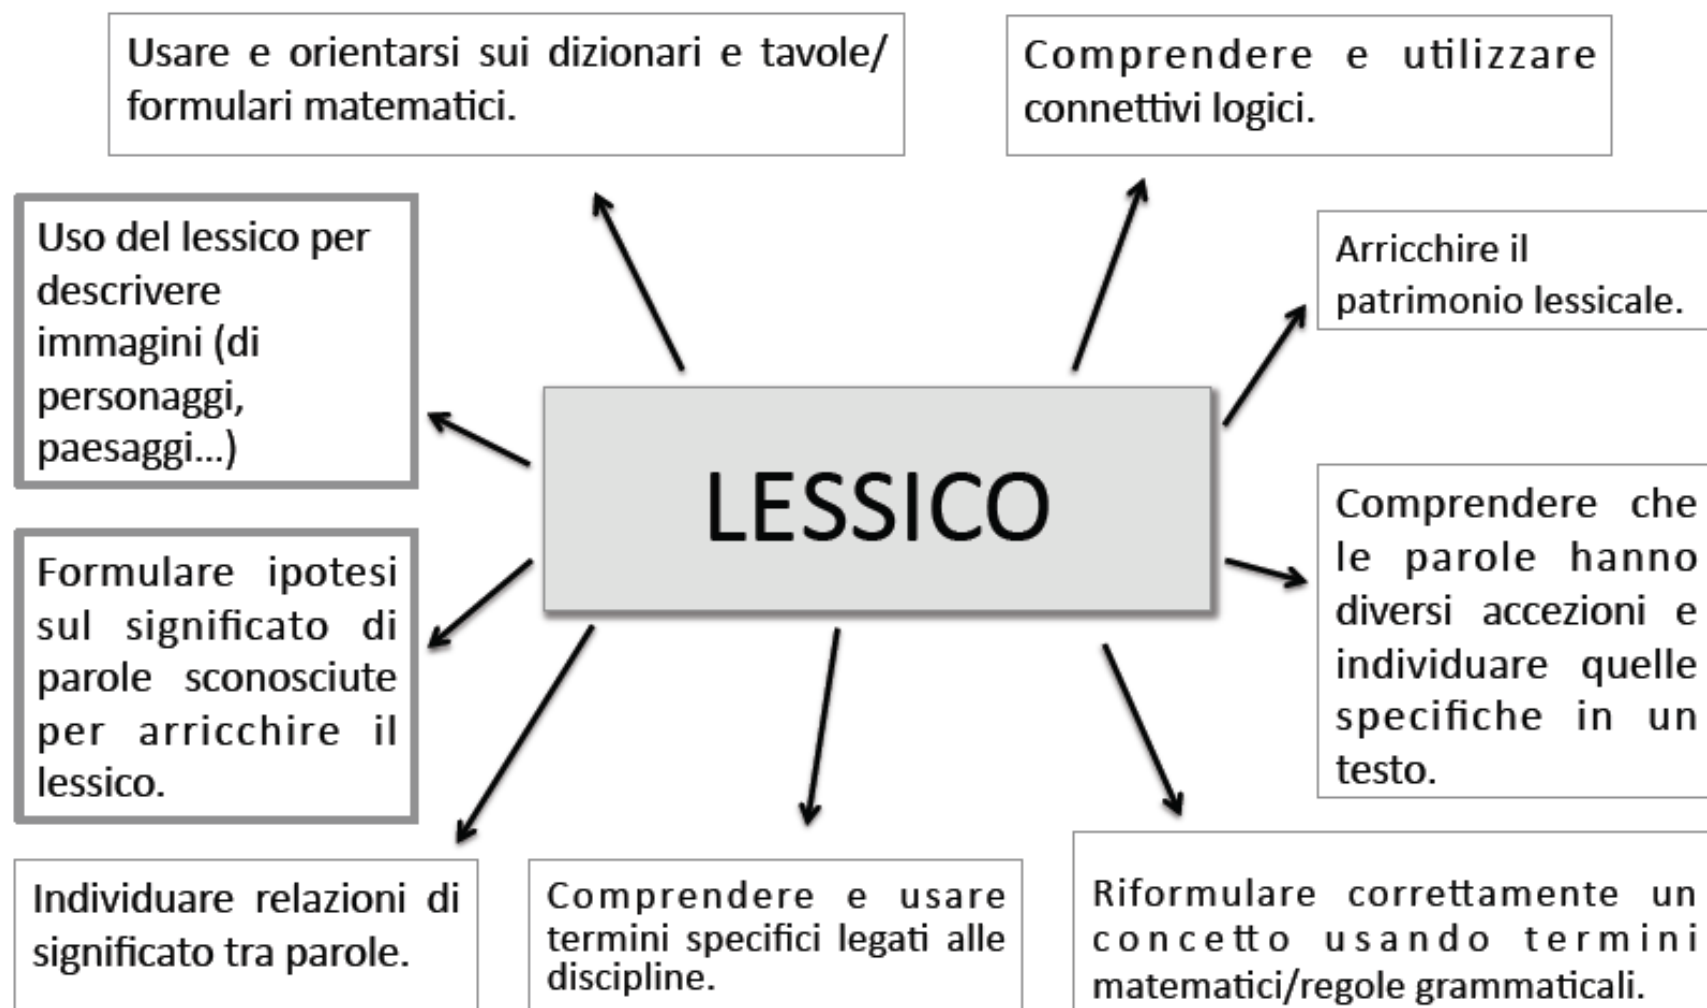 Usare e orientarsi sui dizionari e tavole/
formulari matematici.
Comprendere e utilizzare
connettivi logici.
Uso del lessico per
descrivere
immagini (di
personaggi,
paesaggi...)
Arricchire il
patrimonio lessicale.
LESSICO
Formulare ipotesi
sul significato di
parole sconosciute
per arricchire il
lessico.
Comprendere che
le parole hanno
diversi accezioni e
individuare quelle
specifiche in un
testo.
Individuare relazioni di
significato tra parole.
Comprendere e usare
termini specifici legati alle
discipline.
Riformulare correttamente un
concetto usando termini
matematici/regole grammaticali.